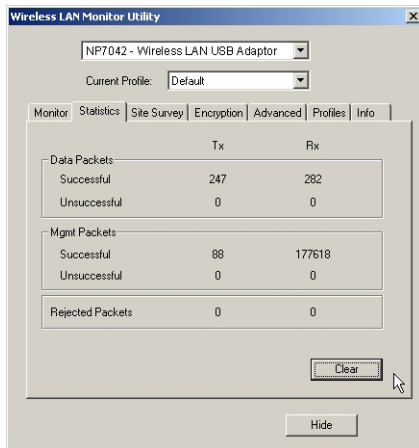 Wireless LAN Monitor Utility
NP7042 - Wireless LAN USB Adaptor
Current Profile: Default
Monitor Statistics Site Survey Encryption Advanced Profiles Info
Tx Rx
Data Packets
Successful 247 282
Unsuccessful 0 0
Mgmt Packets
Successful 88 177618
Unsuccessful 0 0
Rejected Packets 0 0
Clear
Hide